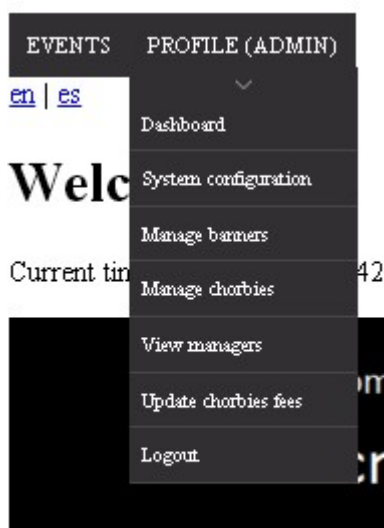 EVENTS PROFILE (ADMIN)
en | es
Dashboard
Welc
System configuration
Manage banners
Current tin 42
Manage chorbies
View managers
Update chorbies fees
Logout